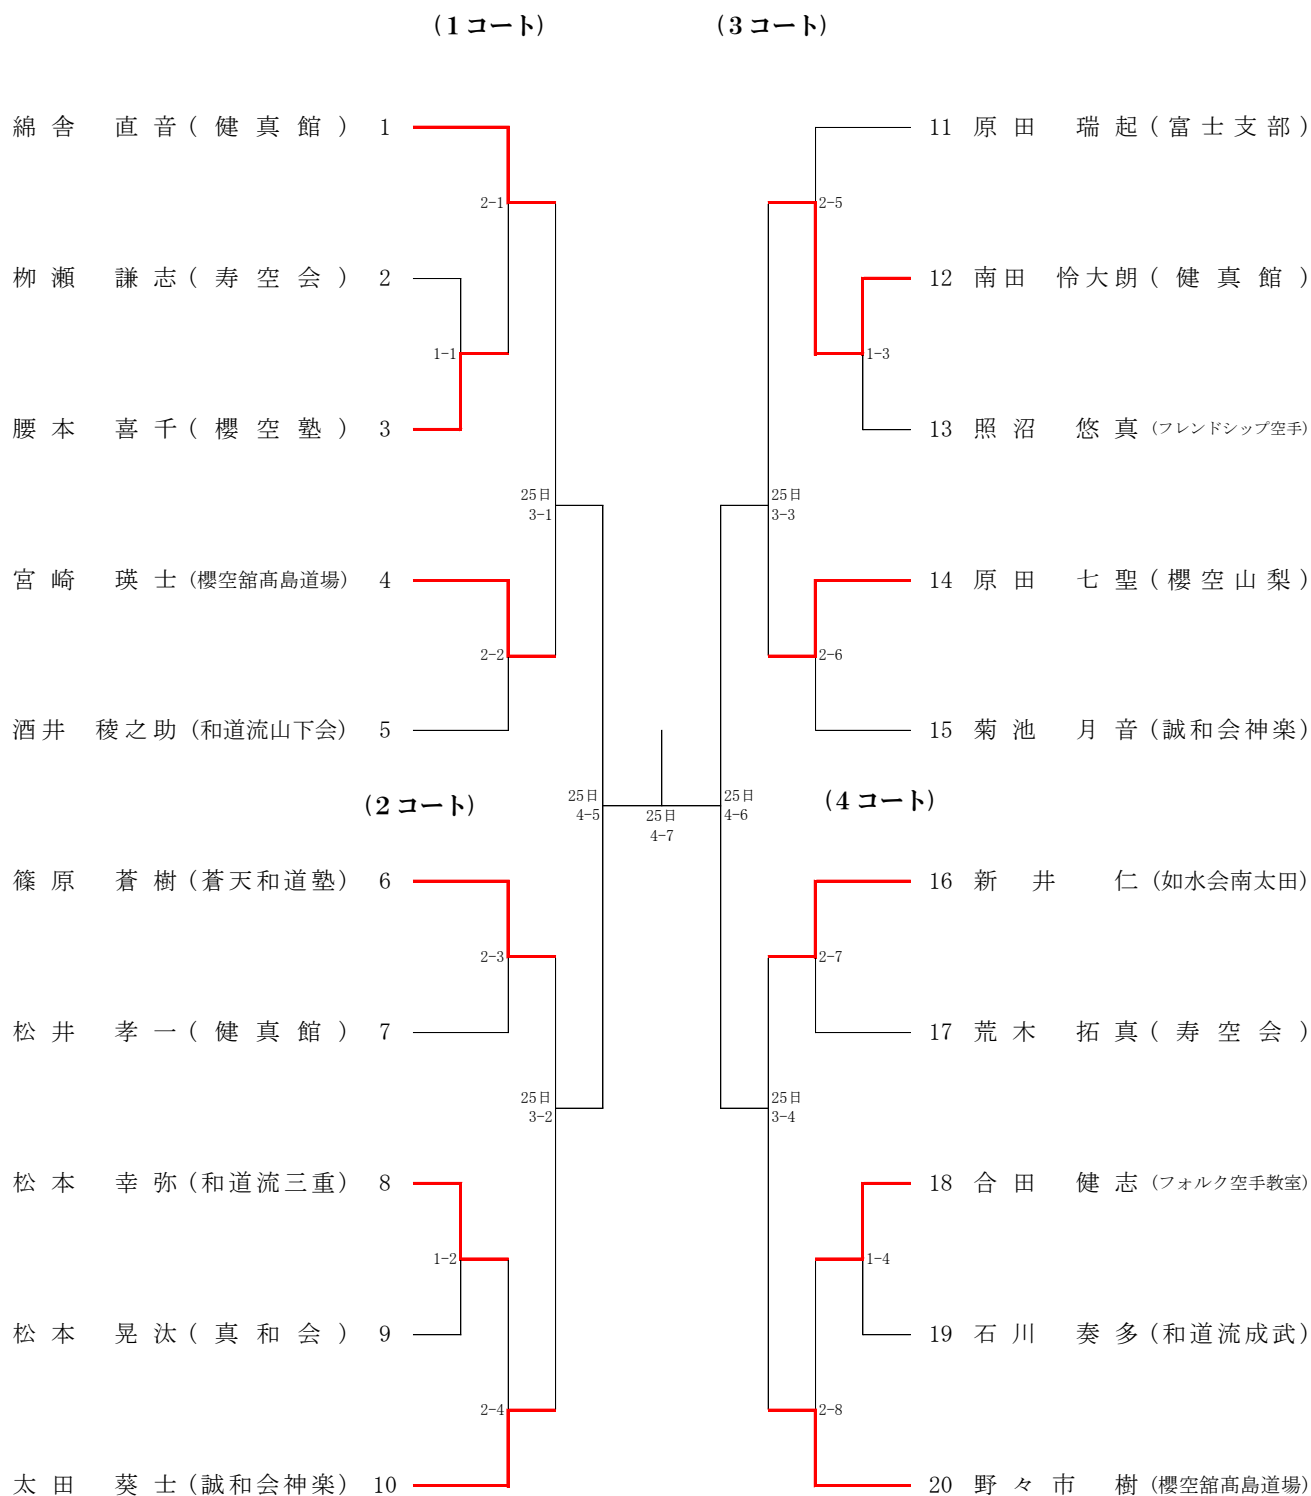 (1コート)
(3コート)
綿舎 直音(健真館) 1
11 原田 瑞起(富士支部)
2-1
2-5
栁瀬 謙志(寿空会) 2
12 南田 怜大朗(健真館)
1-1
1-3
腰本 喜千(櫻空塾) 3
13 照沼 悠真(フレンドシップ空手)
25日
3-1
25日
3-3
宮崎 瑛士(櫻空舘髙島道場) 4
14 原田 七聖(櫻空山梨)
2-2
2-6
酒井 稜之助(和道流山下会) 5
15 菊池 月音(誠和会神楽)
(2コート)
(4コート)
25日
4-5
25日
4-7
25日
4-6
篠原 蒼樹(蒼天和道塾) 6
16 新井 仁(如水会南太田)
2-3
2-7
松井 孝一(健真館) 7
17 荒木 拓真(寿空会)
25日
3-2
25日
3-4
松本 幸弥(和道流三重) 8
18 合田 健志(フォルク空手教室)
1-2
1-4
松本 晃汰(真和会) 9
19 石川 奏多(和道流成武)
2-4
2-8
太田 葵士(誠和会神楽) 10
20 野々市 樹(櫻空舘髙島道場)